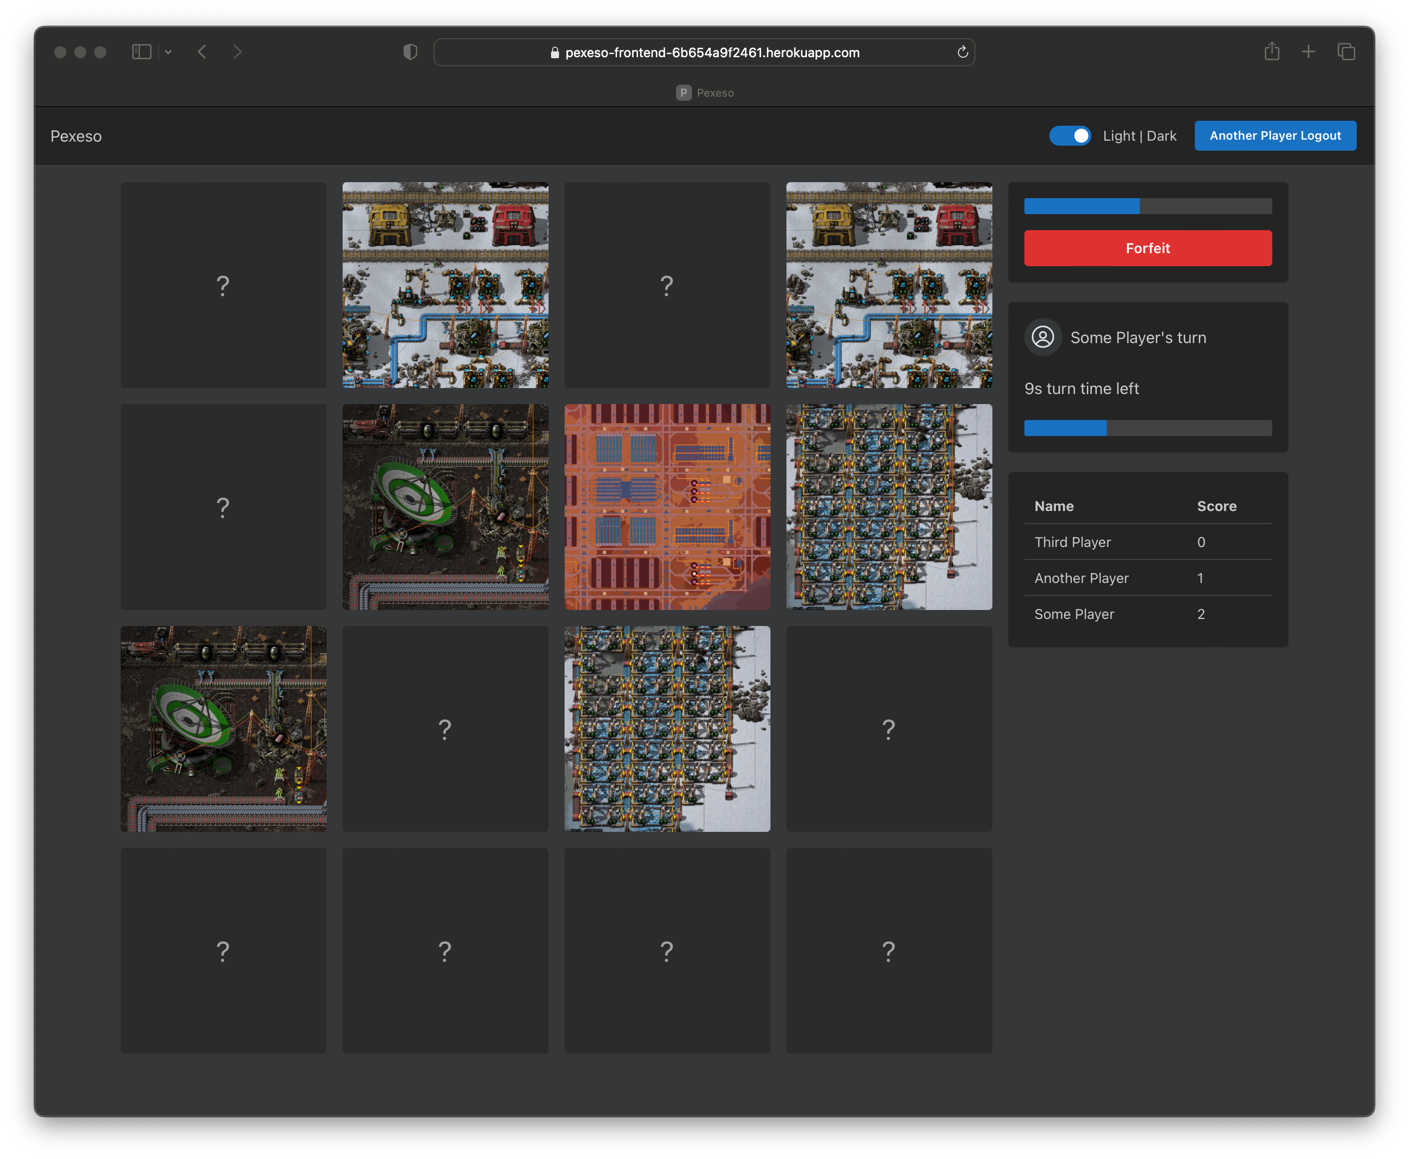 pexeso-frontend-6b654a9f2461.herokuapp.com
P Pexeso
Pexeso
Light | Dark
Another Player Logout
?
?
Forfeit
Some Player's turn
9s turn time left
?
Name Score
Third Player 0
Another Player 1
Some Player 2
?
?
?
?
?
?